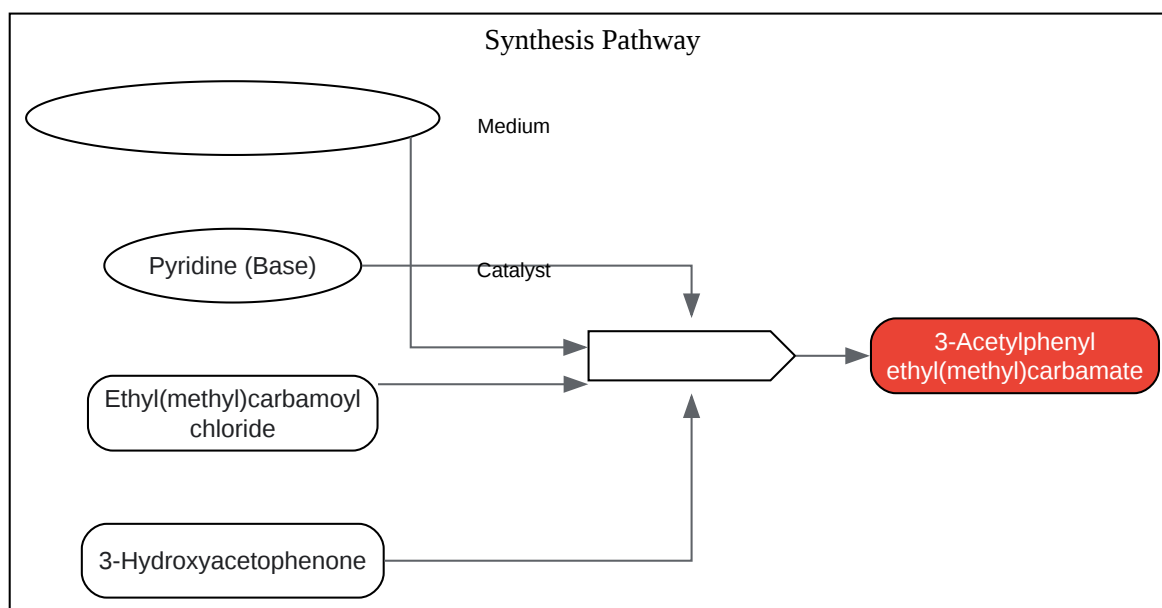 Synthesis Pathway
Medium
Pyridine (Base)
Catalyst
3-Acetylphenyl
ethyl(methyl)carbamate
Ethyl(methyl)carbamoyl
chloride
3-Hydroxyacetophenone